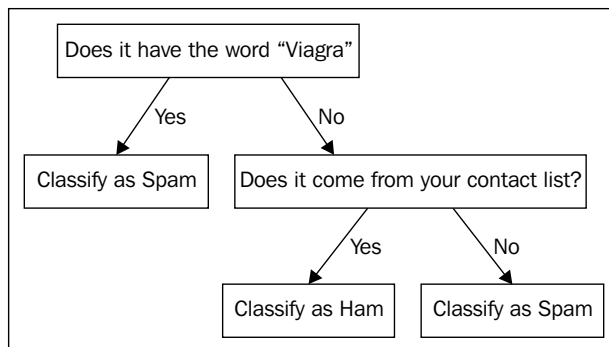 Does it have the word “Viagra”
Yes
No
Classify as Spam
Does it come from your contact list?
Yes
No
Classify as Ham
Classify as Spam